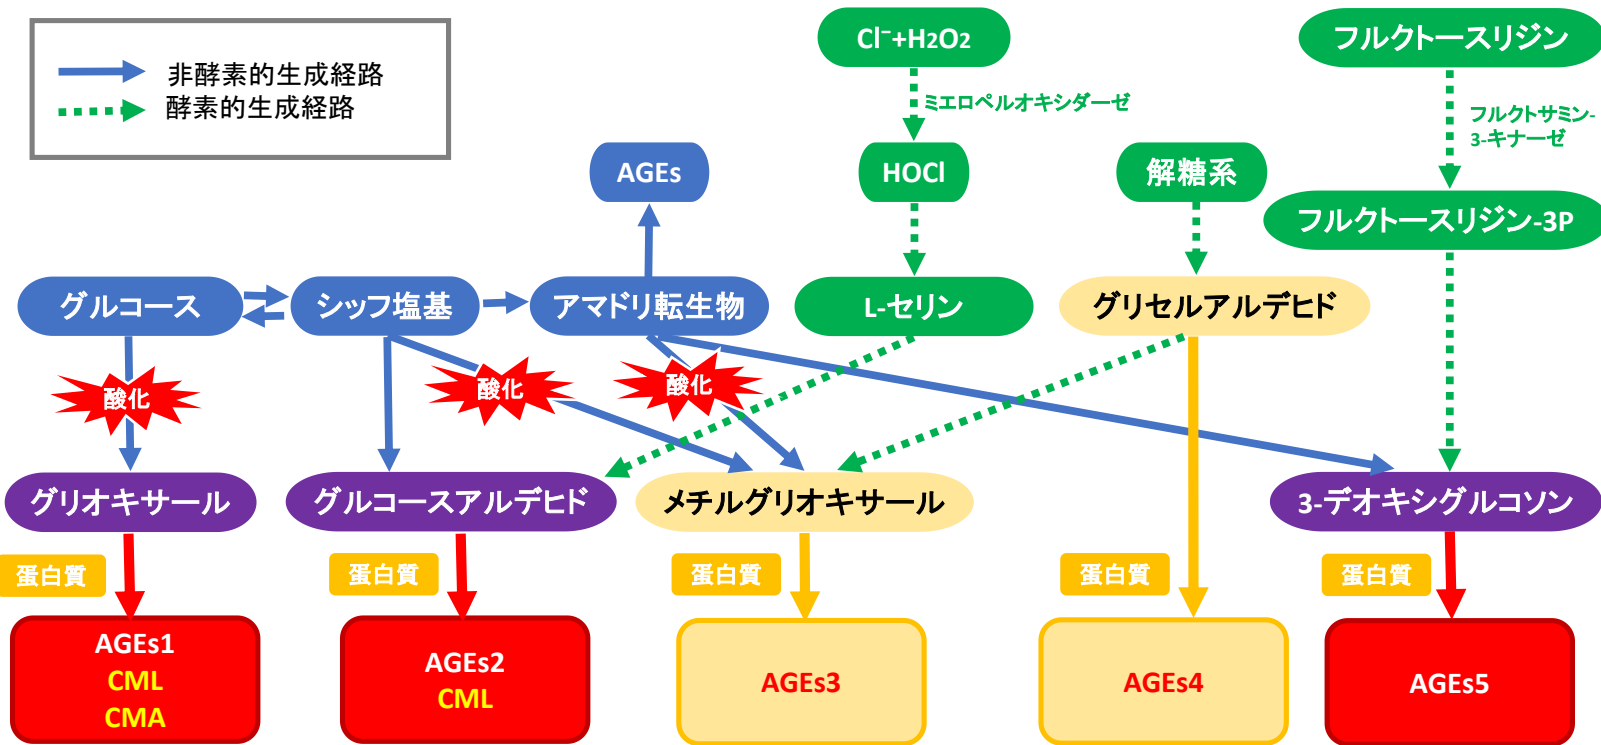 非酵素的生成経路
酵素的生成経路
Cl⁻+H2O2
フルクトースリジン
ミエロペルオキシダーゼ
フルクトサミン-
3-キナーゼ
AGEs
HOCl
解糖系
フルクトースリジン-3P
グルコース
シッフ塩基
アマドリ転生物
L-セリン
グリセルアルデヒド
酸化
酸化
酸化
グリオキサール
グルコースアルデヒド
メチルグリオキサール
3-デオキシグルコソン
蛋白質
蛋白質
蛋白質
蛋白質
蛋白質
AGEs1
CML
CMA
AGEs2
CML
AGEs3
AGEs4
AGEs5